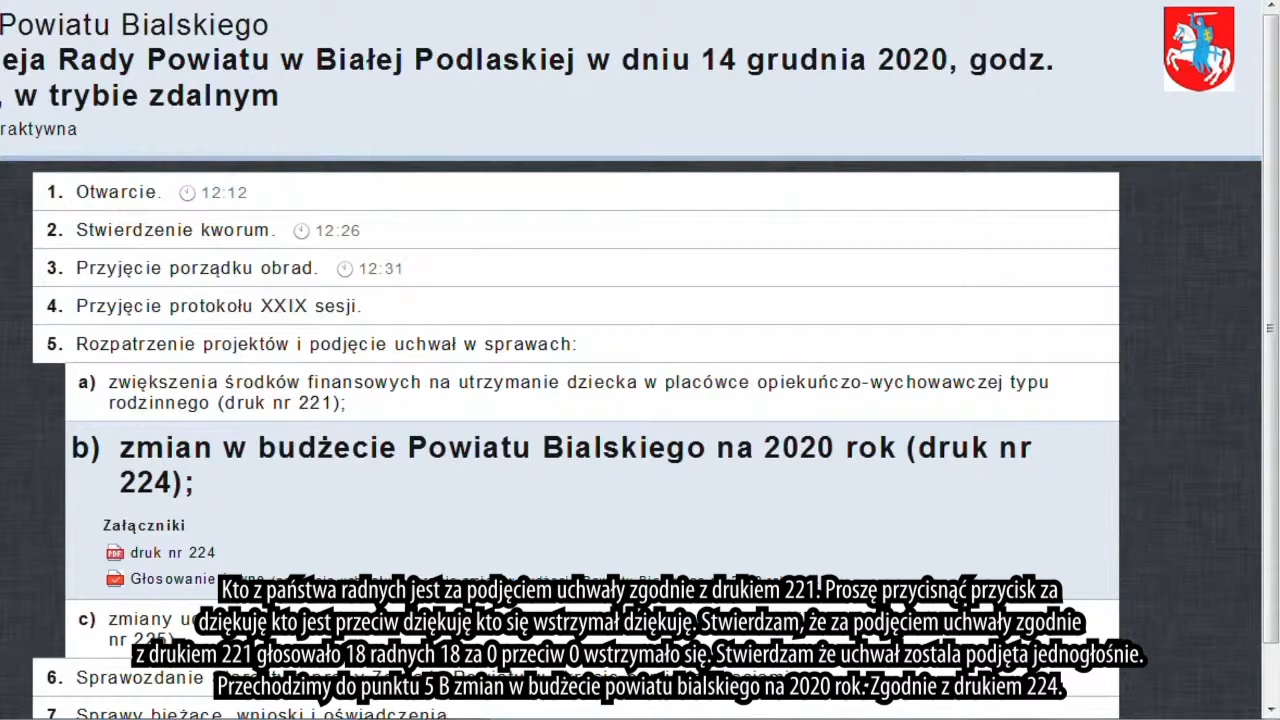 Powiatu Bialskiego
eja Rady Powiatu w Białej Podlaskiej w dniu 14 grudnia 2020, godz.
, w trybie zdalnym
raktywna
1. Otwarcie. 12:12
2. Stwierdzenie kworum. 12:26
3. Przyjęcie porządku obrad. 12:31
4. Przyjęcie protokołu XXIX sesji.
5. Rozpatrzenie projektów i podjęcie uchwał w sprawach:
a) zwiększenia środków finansowych na utrzymanie dziecka w placówce opiekuńczo-wychowawczej typu
rodzinnego (druk nr 221);
b) zmian w budżecie Powiatu Bialskiego na 2020 rok (druk nr
224);
Załączniki
PDF druk nr 224
Głosowanie
Kto z państwa radnych jest za podjęciem uchwały zgodnie z drukiem 221. Proszę przycisnąć przycisk za
c) zmiany
dziękuję kto jest przeciw dziękuję kto się wstrzymał dziękuję. Stwierdzam, że za podjęciem uchwały zgodnie
nr 225)
z drukiem 221 głosowało 18 radnych 18 za 0 przeciw 0 wstrzymało się. Stwierdzam że uchwał zostala podjęta jednogłośnie.
6. Sprawozdanie
Przechodzimy do punktu 5 B zmian w budżecie powiatu bialskiego na 2020 rok. Zgodnie z drukiem 224.
7. Sprawy bieżące, wnioski i oświadczenia